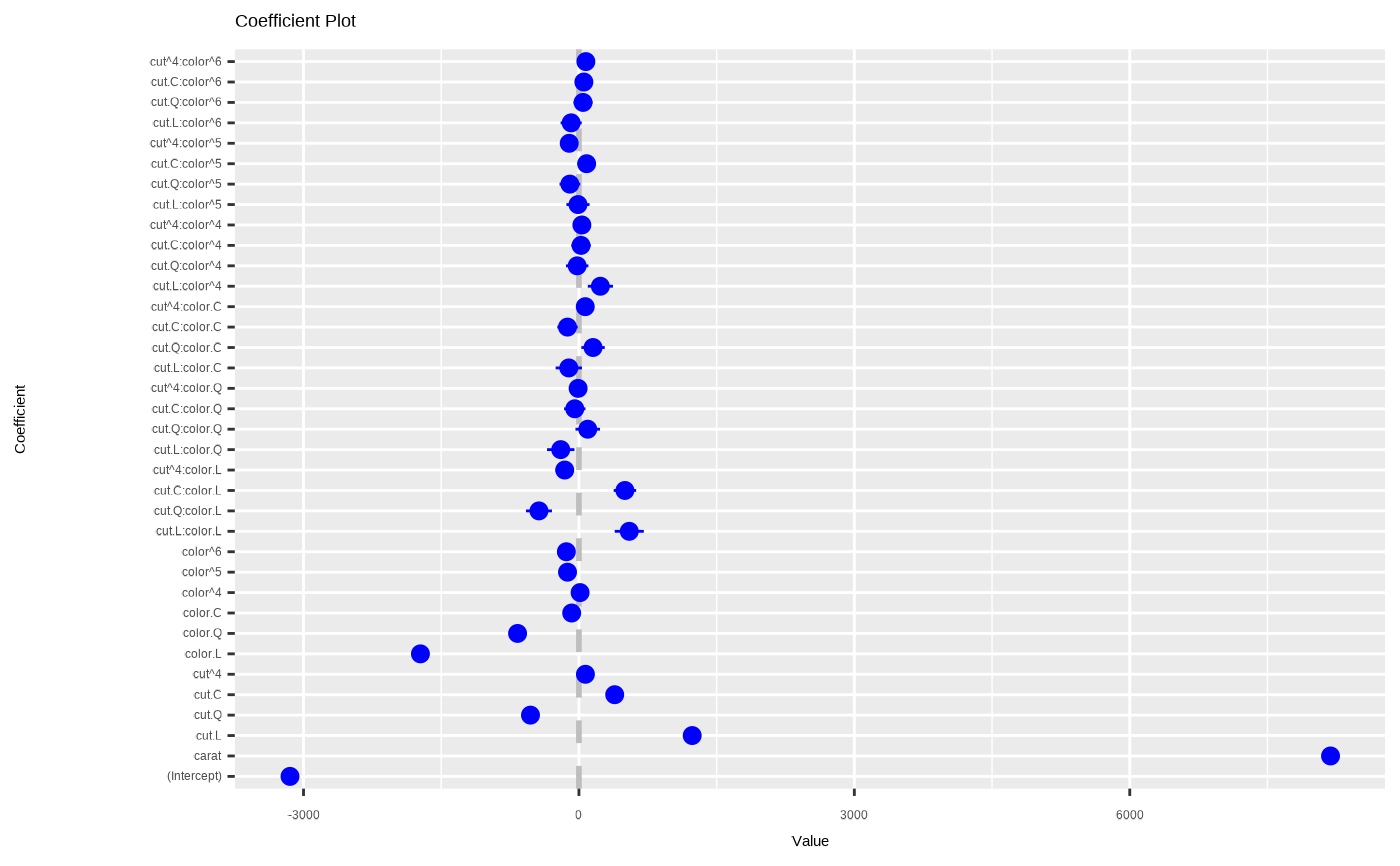 Coefficient Plot
Coefficient
cut^4:color^6
cut.C:color^6
cut.Q:color^6
cut.L:color^6
cut^4:color^5
cut.C:color^5
cut.Q:color^5
cut.L:color^5
cut^4:color^4
cut.C:color^4
cut.Q:color^4
cut.L:color^4
cut^4:color.C
cut.C:color.C
cut.Q:color.C
cut.L:color.C
cut^4:color.Q
cut.C:color.Q
cut.Q:color.Q
cut.L:color.Q
cut^4:color.L
cut.C:color.L
cut.Q:color.L
cut.L:color.L
color^6
color^5
color^4
color.C
color.Q
color.L
cut^4
cut.C
cut.Q
cut.L
carat
(Intercept)
-3000 0 3000 6000
Value